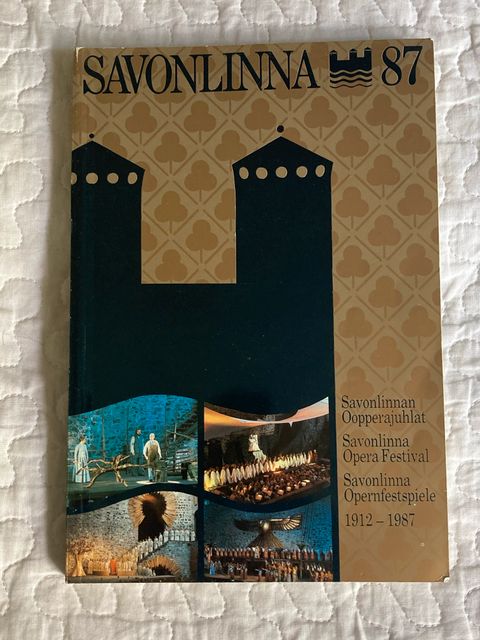 SAVONLINNA 87
Savonlinnan
Oopperajuhlat
Savonlinna
Opera Festival
Savonlinna
Opernfestspiele
1912 – 1987